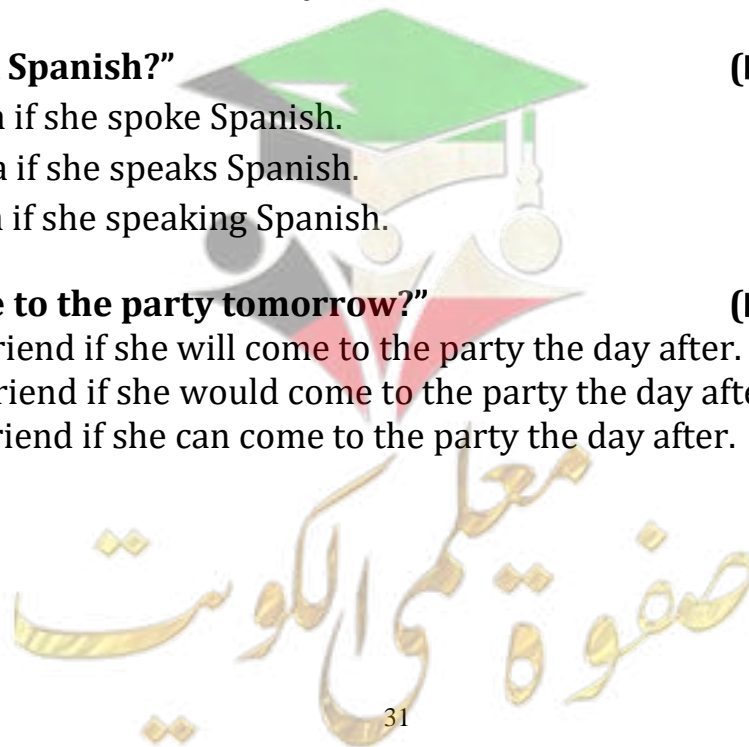 Spanish?” (
if she spoke Spanish.
a if she speaks Spanish.
if she speaking Spanish.
e to the party tomorrow?” (
riend if she will come to the party the day after.
riend if she would come to the party the day afte
riend if she can come to the party the day after.
صفوة معلمى الكويت
31